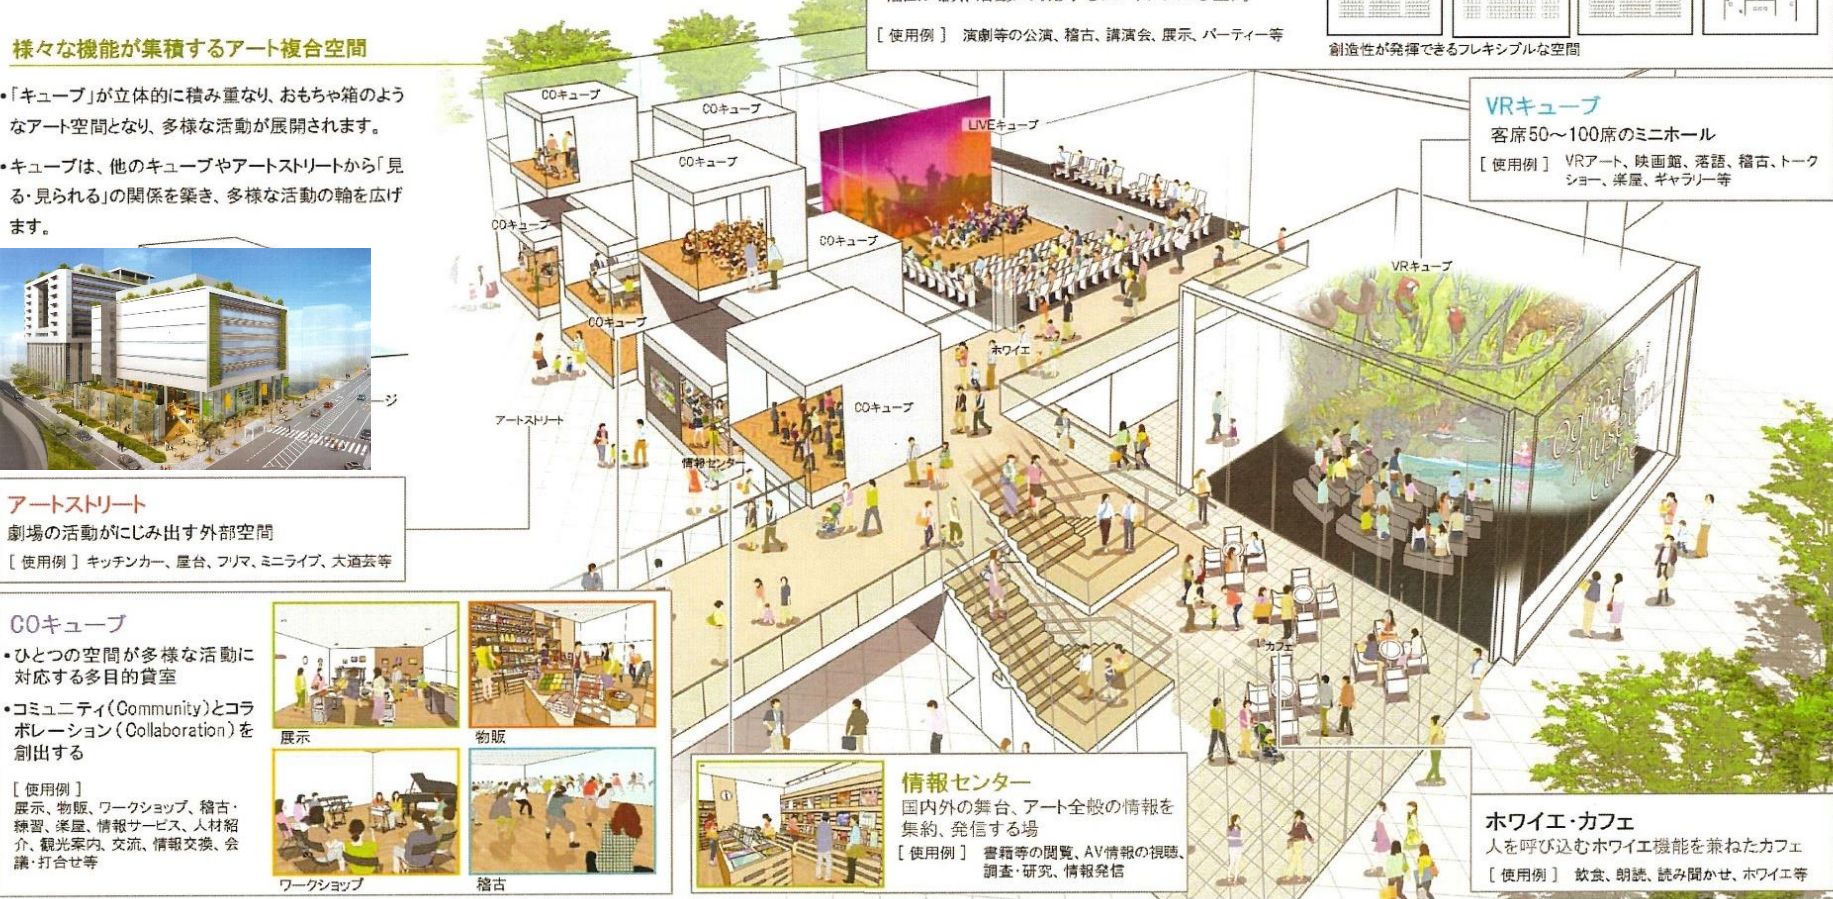 [ 使用例 ] 演劇等の公演、稽古、講演会、展示、パーティー等
創造性が発揮できるフレキシブルな空間
様々な機能が集積するアート複合空間
•「キューブ」が立体的に積み重なり、おもちゃ箱のよう
なアート空間となり、多様な活動が展開されます。
•キューブは、他のキューブやアートストリートから「見
る・見られる」の関係を築き、多様な活動の輪を広げ
ます。
ージ
VRキューブ
客席50〜100席のミニホール
[ 使用例 ] VRアート、映画館、落語、稽古、トーク
ショー、楽屋、ギャラリー等
COキューブ
COキューブ
LIVEキューブ
COキューブ
COキューブ
COキューブ
VRキューブ
COキューブ
ホワイエ
COキューブ
アートストリート
情報センター
Ogimachi
Museum
Cube
カフェ
アートストリート
劇場の活動がにじみ出す外部空間
[ 使用例 ] キッチンカー、屋台、フリマ、ミニライブ、大道芸等
COキューブ
•ひとつの空間が多様な活動に
対応する多目的貸室
•コミュニティ(Community)とコラ
ボレーション(Collaboration)を
創出する
[ 使用例 ]
展示、物販、ワークショップ、稽古・
練習、楽屋、情報サービス、人材紹
介、観光案内、交流、情報交換、会
議・打合せ等
展示
物販
ワークショップ
稽古
情報センター
国内外の舞台、アート全般の情報を
集約、発信する場
[ 使用例 ] 書籍等の閲覧、AV情報の視聴、
調査・研究、情報発信
ホワイエ・カフェ
人を呼び込むホワイエ機能を兼ねたカフェ
[ 使用例 ] 飲食、朗読、読み聞かせ、ホワイエ等